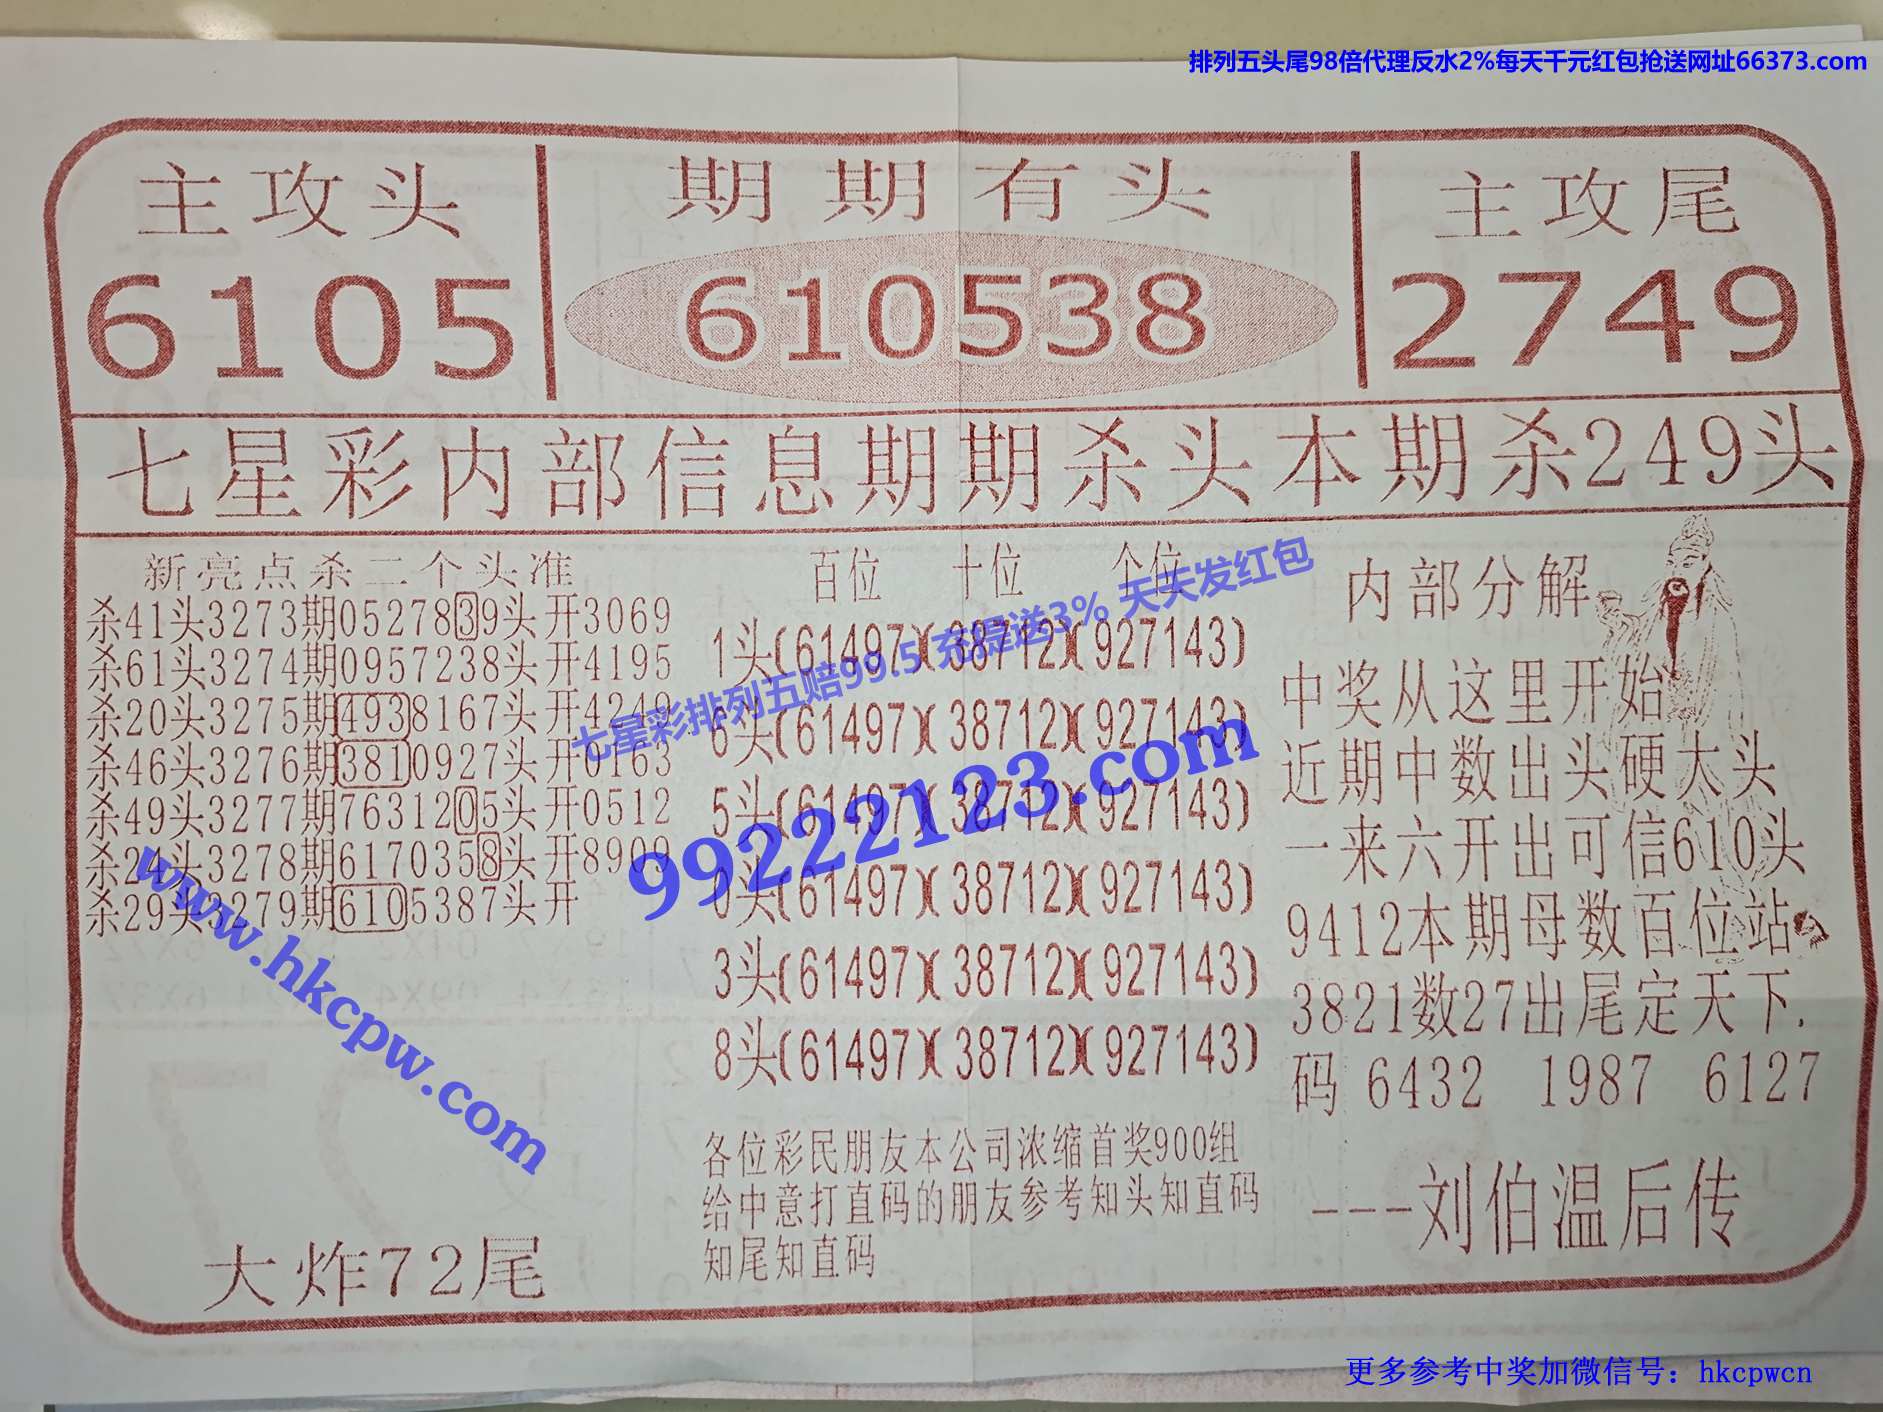 排列五头尾98倍代理反水2%每天千元红包抢送网址66373.com
主攻头
6105
期期有头
610538
主攻尾
2749
七星彩内部信息期期杀头本期杀249头
新亮点杀二个头准
杀41头3273期0527839头开3069
杀61头3274期0957238头开4195
杀20头3275期4938167头开4249
杀46头3276期3810927头开0163
杀49头3277期7631205头开0512
杀24头3278期6170358头开8909
杀29头3279期6105387头开
大炸72尾
百位 十位 个位
1头(61497)(38712)(927143)
6头(61497)(38712)(927143)
5头(61497)(38712)(927143)
0头(61497)(38712)(927143)
3头(61497)(38712)(927143)
8头(61497)(38712)(927143)
各位彩民朋友本公司浓缩首奖900组
给中意打直码的朋友参考知头知直码
知尾知直码
内部分解
中奖从这里开始
近期中数出头硬大头
一来六开出可信610头
9412本期母数百位站
3821数27出尾定天下.
码 6432 1987 6127
---刘伯温后传
七星彩排列五赔99.5 充提送3% 天天发红包
99222123.com
www.hkcpw.com
更多参考中奖加微信号：hkcpwcn